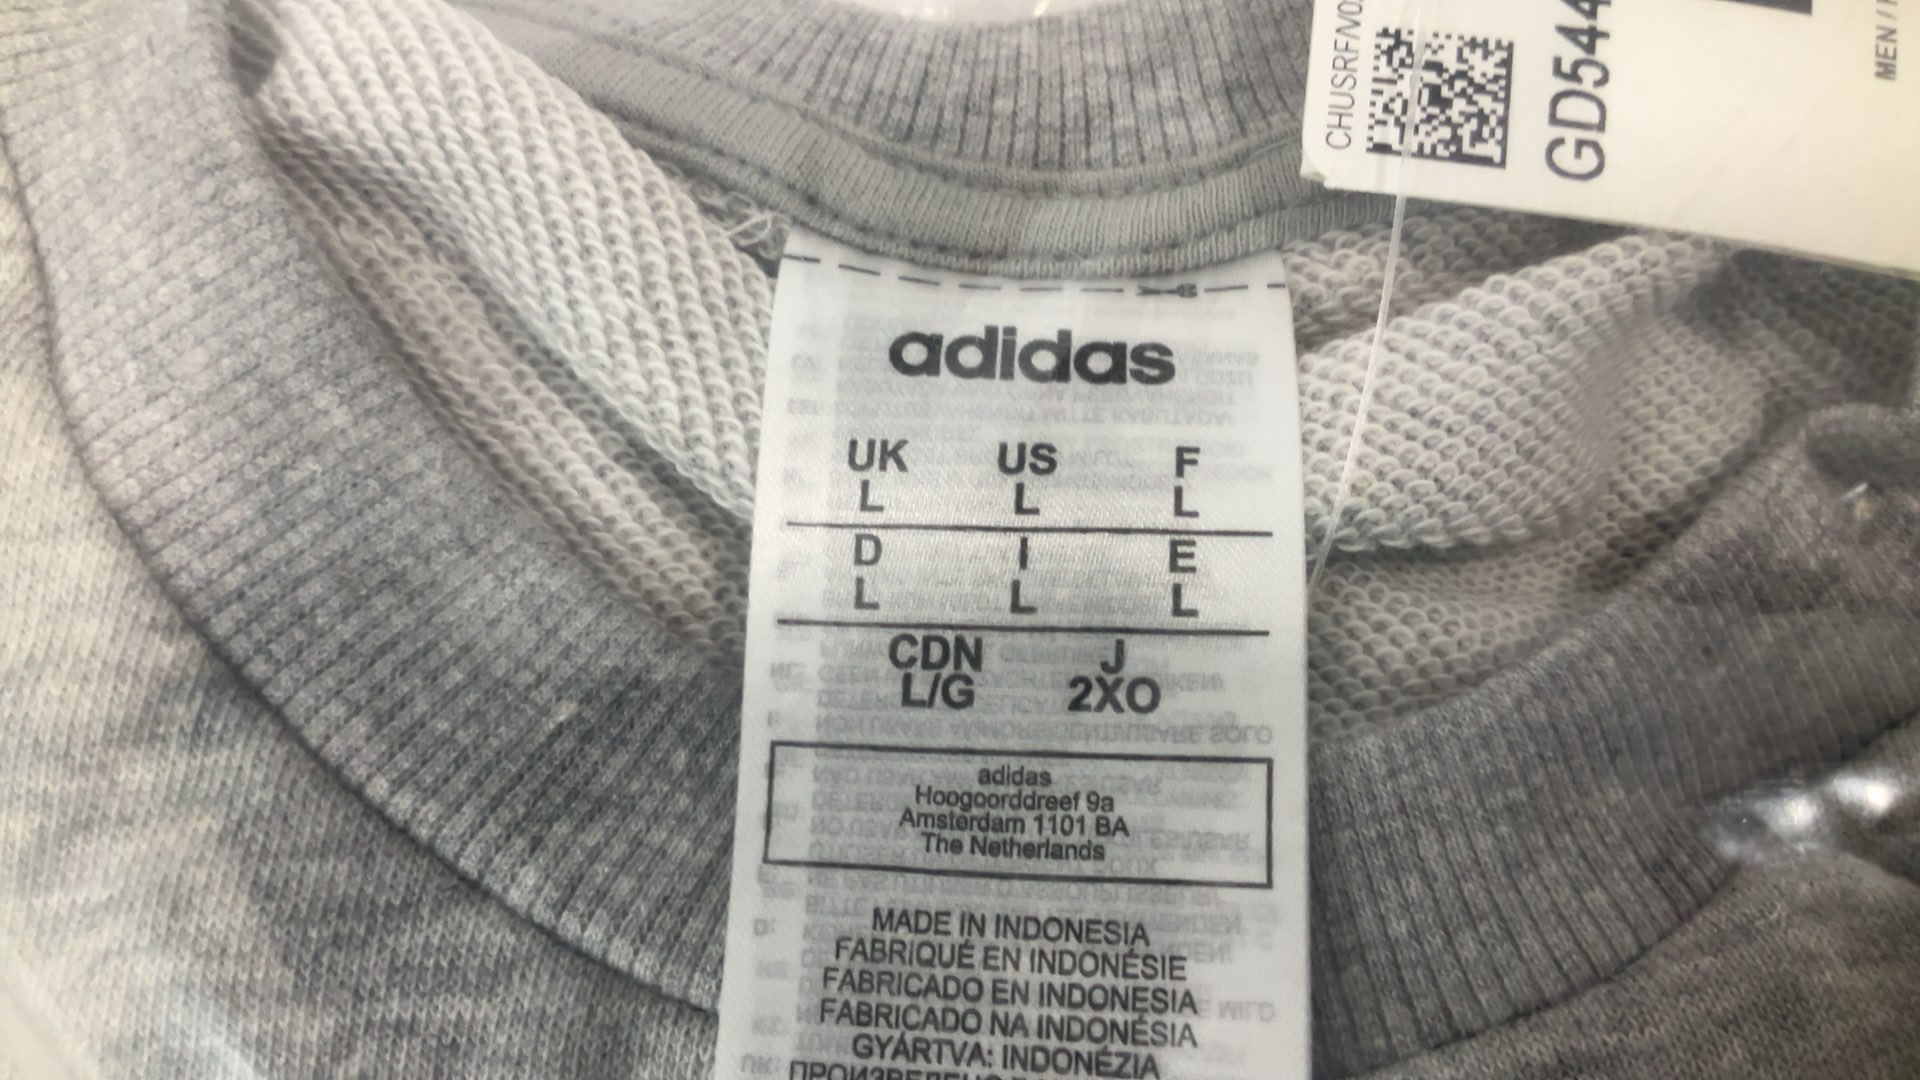 CHUSRF/V0
GD544
MEN /
adidas
UK US F
L L L
D I E
L L L
CDN J
L/G 2XO
adidas
Hoogoorddreef 9a
Amsterdam 1101 BA
The Netherlands
MADE IN INDONESIA
FABRIQUÉ EN INDONÉSIE
FABRICADO EN INDONESIA
FABRICADO NA INDONÉSIA
GYÁRTVA: INDONÉZIA